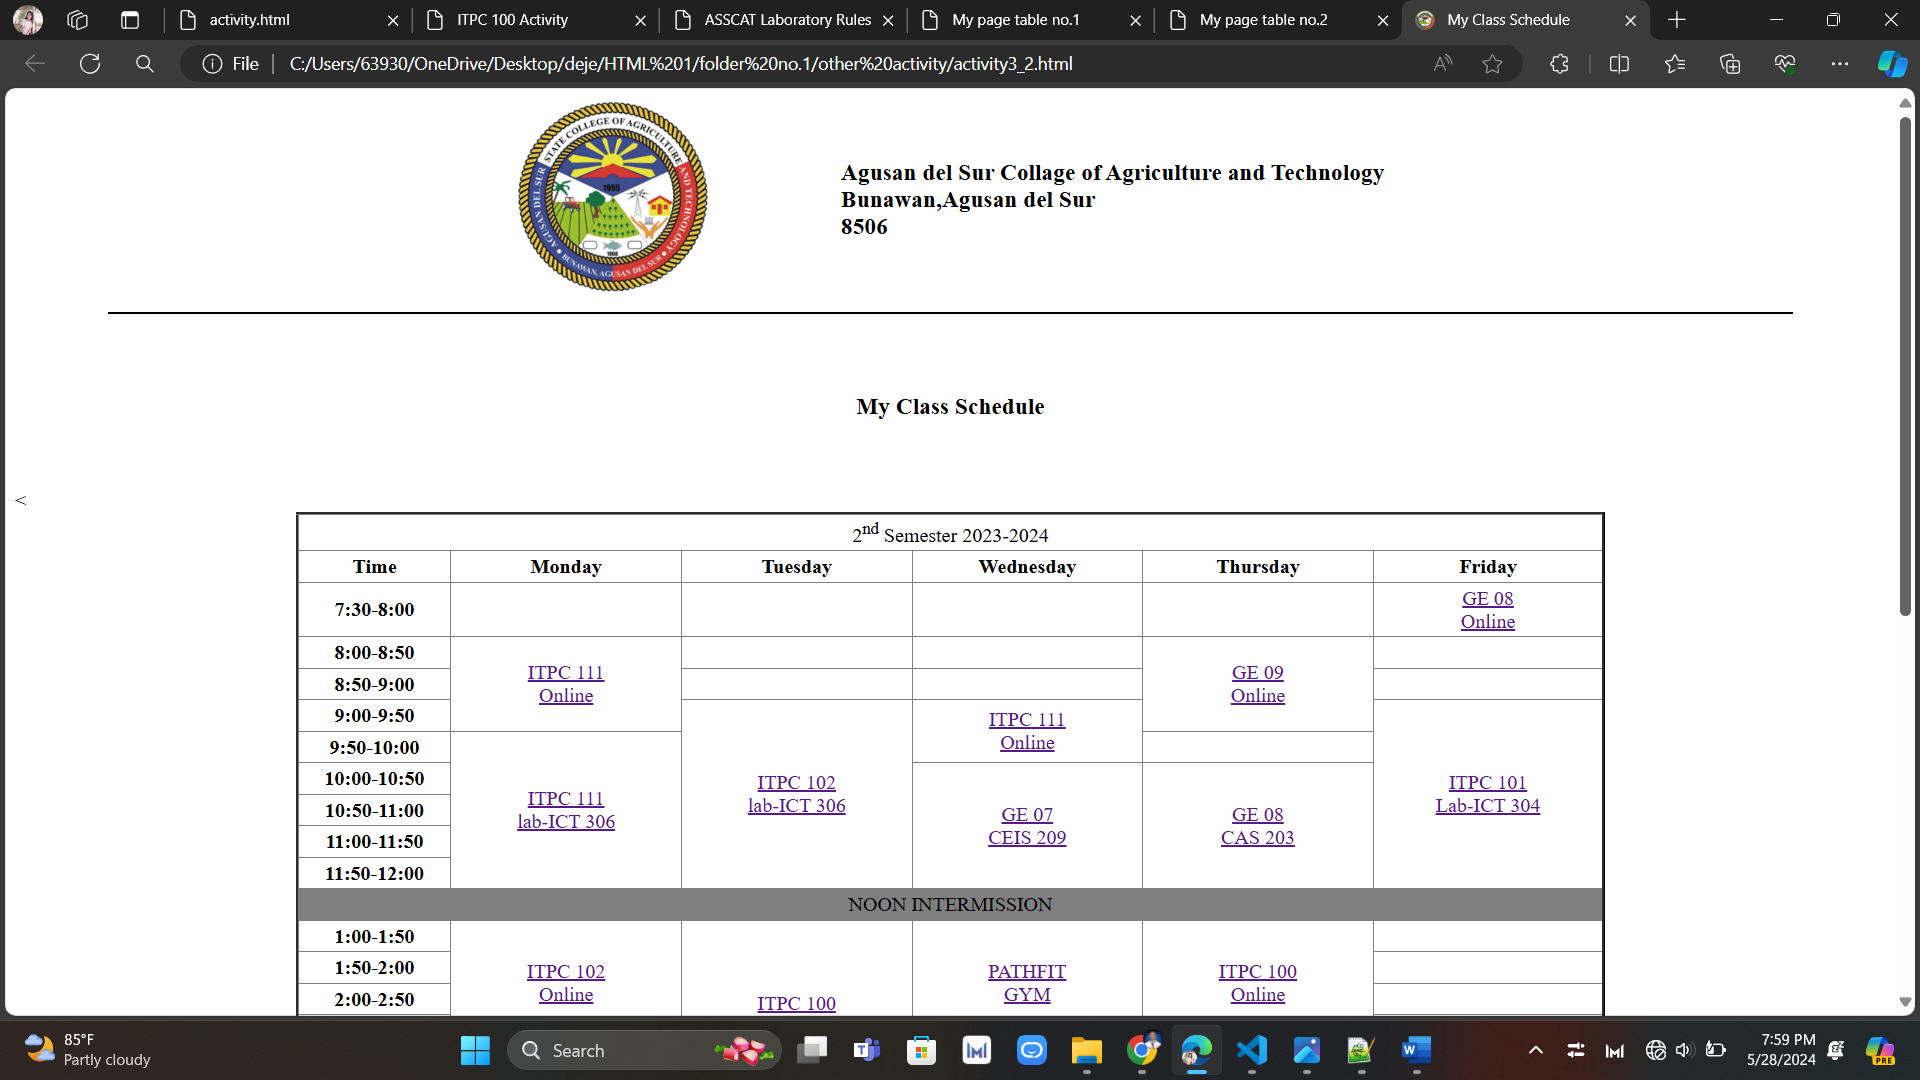 activity.html
ITPC 100 Activity
ASSCAT Laboratory Rules
My page table no.1
My page table no.2
My Class Schedule
File
C:/Users/63930/OneDrive/Desktop/deje/HTML%201/folder%20no.1/other%20activity/activity3_2.html
AGUSAN DEL SUR STATE COLLEGE OF AGRICULTURE AND TECHNOLOGY
1905
1908
BUNAWAN, AGUSAN DEL SUR
Agusan del Sur Collage of Agriculture and Technology
Bunawan,Agusan del Sur
8506
My Class Schedule
<
2nd Semester 2023-2024
Time Monday Tuesday Wednesday Thursday Friday
7:30-8:00
GE 08
Online
8:00-8:50
8:50-9:00
9:00-9:50
9:50-10:00
10:00-10:50
10:50-11:00
11:00-11:50
11:50-12:00
ITPC 111
Online
ITPC 111
lab-ICT 306
ITPC 102
lab-ICT 306
ITPC 111
Online
GE 07
CEIS 209
GE 09
Online
GE 08
CAS 203
ITPC 101
Lab-ICT 304
NOON INTERMISSION
1:00-1:50
1:50-2:00
2:00-2:50
ITPC 102
Online
ITPC 100
PATHFIT
GYM
ITPC 100
Online
85°F
Partly cloudy
Search
7:59 PM
5/28/2024
PRE